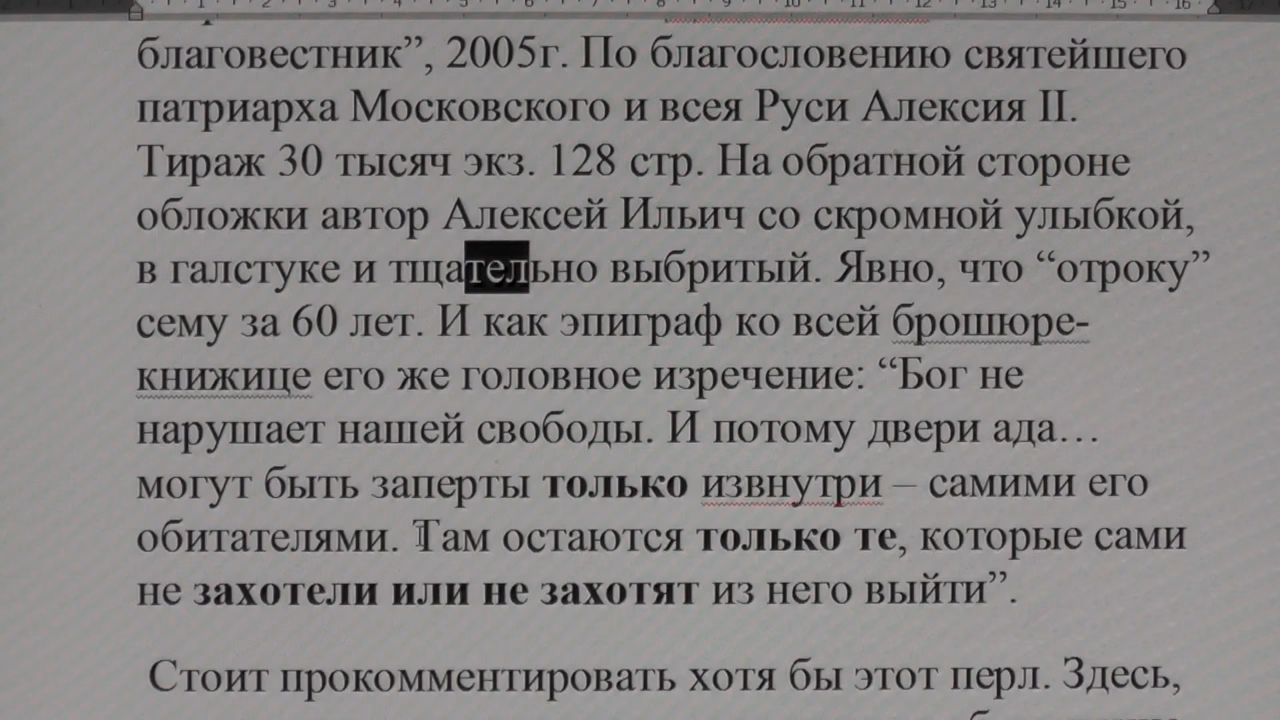 благовестник”, 2005г. По благословению святейшего
патриарха Московского и всея Руси Алексия II.
Тираж 30 тысяч экз. 128 стр. На обратной стороне
обложки автор Алексей Ильич со скромной улыбкой,
в галстуке и тщательно выбритый. Явно, что “отроку”
сему за 60 лет. И как эпиграф ко всей брошюре-
книжице его же головное изречение: “Бог не
нарушает нашей свободы. И потому двери ада…
могут быть заперты только извнутри – самими его
обитателями. Там остаются только те, которые сами
не захотели или не захотят из него выйти”.
Стоит прокомментировать хотя бы этот перл. Здесь,